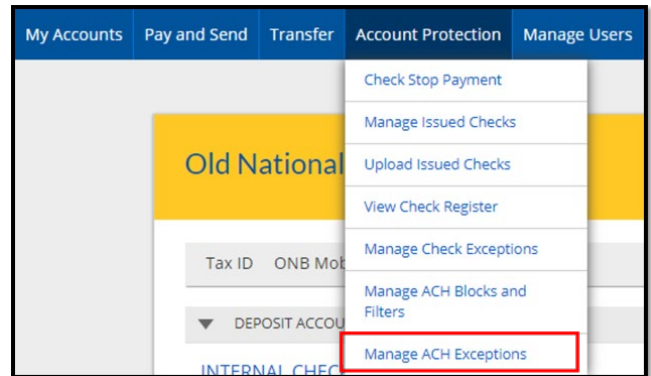 My Accounts Pay and Send Transfer Account Protection Manage Users
Check Stop Payment
Manage Issued Checks
Upload Issued Checks
View Check Register
Manage Check Exceptions
Manage ACH Blocks and
Filters
Manage ACH Exceptions
Old National
Tax ID ONB
DEPOSIT
INTERNAL